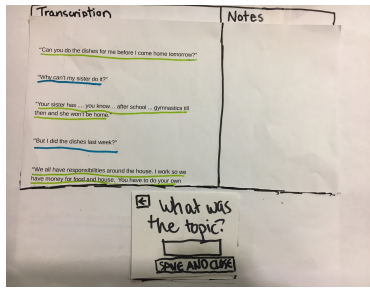 Transcription
Notes
"Can you do the dishes for me before I come home tomorrow?"
"Why can't my sister do it?"
"Your sister has ... you know... after school ... gymnastics till
then and she won't be home."
"But I did the dishes last week?"
"We all have responsibilities around the house. I work so we
have money for food and house. You have to do your own
What was
the topic?
SAVE AND CLOSE